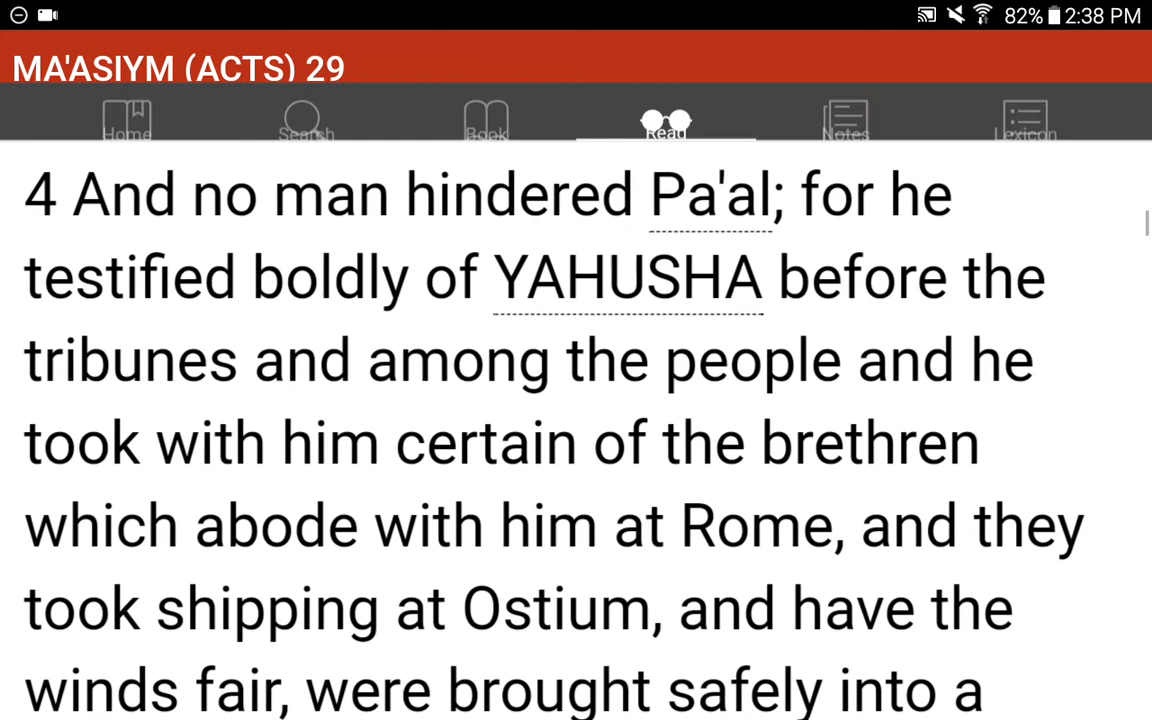 82% 2:38 PM
MA'ASIYM (ACTS) 29
Home Search Book Read Notes Lexicon
4 And no man hindered Pa'al; for he
testified boldly of YAHUSHA before the
tribunes and among the people and he
took with him certain of the brethren
which abode with him at Rome, and they
took shipping at Ostium, and have the
winds fair, were brought safely into a